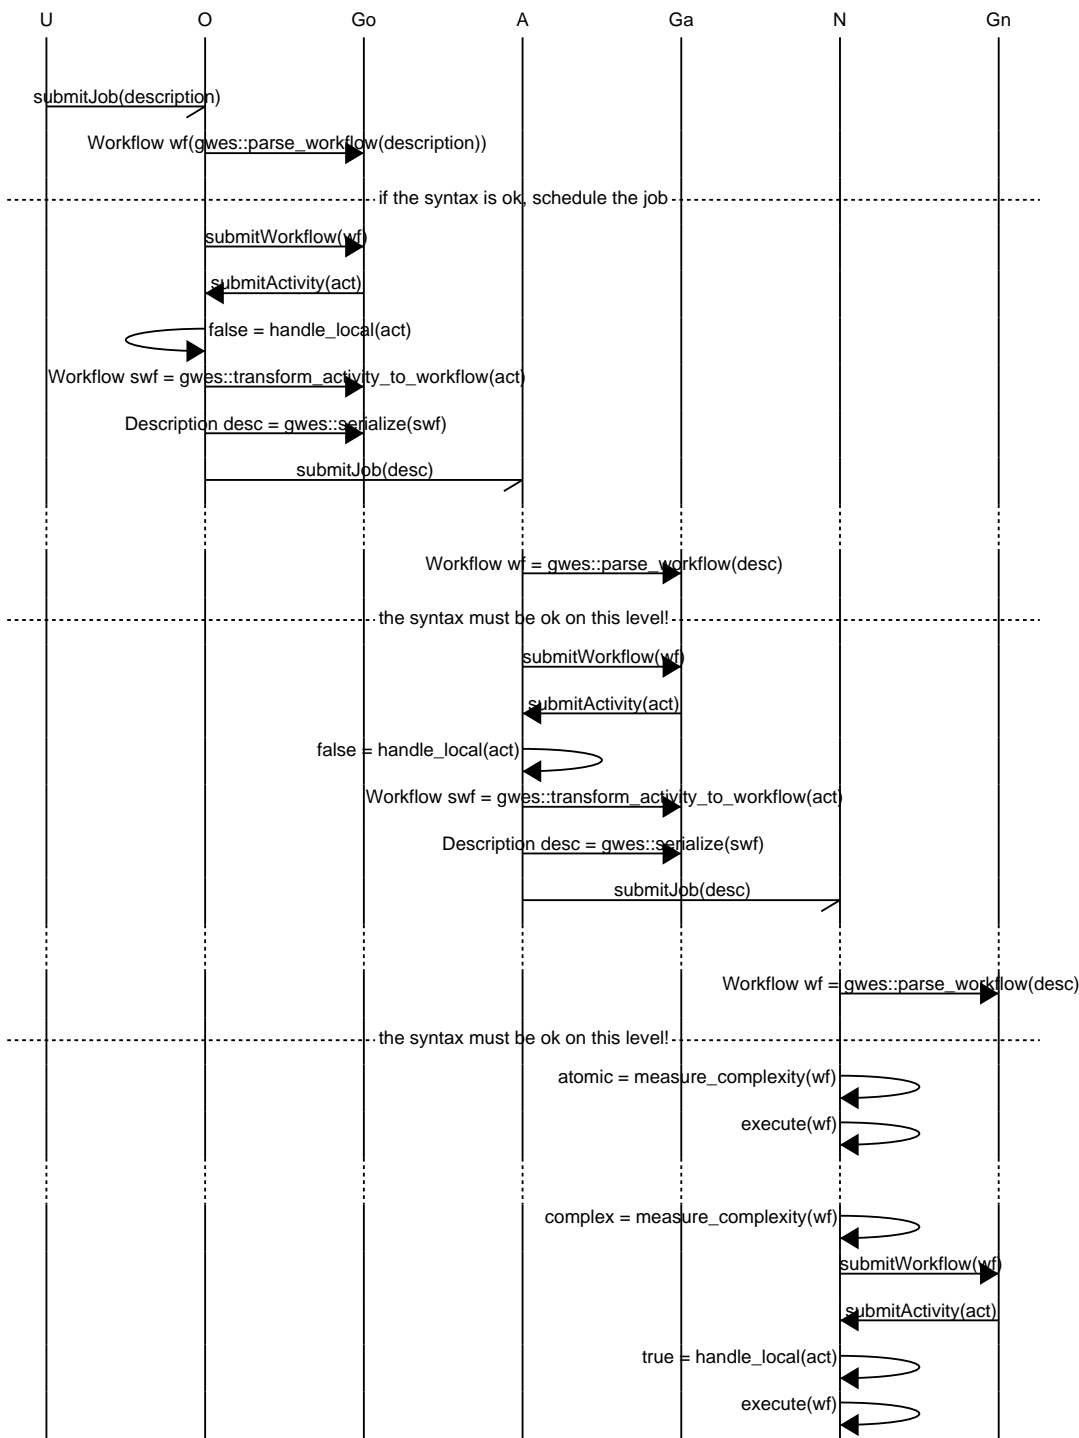 U O Go A Ga N Gn
submitJob(description)
Workflow wf(gwes::parse_workflow(description))
if the syntax is ok, schedule the job
submitWorkflow(wf)
submitActivity(act)
false = handle_local(act)
Workflow swf = gwes::transform_activity_to_workflow(act)
Description desc = gwes::serialize(swf)
submitJob(desc)
Workflow wf = gwes::parse_workflow(desc)
the syntax must be ok on this level!
submitWorkflow(wf)
submitActivity(act)
false = handle_local(act)
Workflow swf = gwes::transform_activity_to_workflow(act)
Description desc = gwes::serialize(swf)
submitJob(desc)
Workflow wf = gwes::parse_workflow(desc)
the syntax must be ok on this level!
atomic = measure_complexity(wf)
execute(wf)
complex = measure_complexity(wf)
submitWorkflow(wf)
submitActivity(act)
true = handle_local(act)
execute(wf)